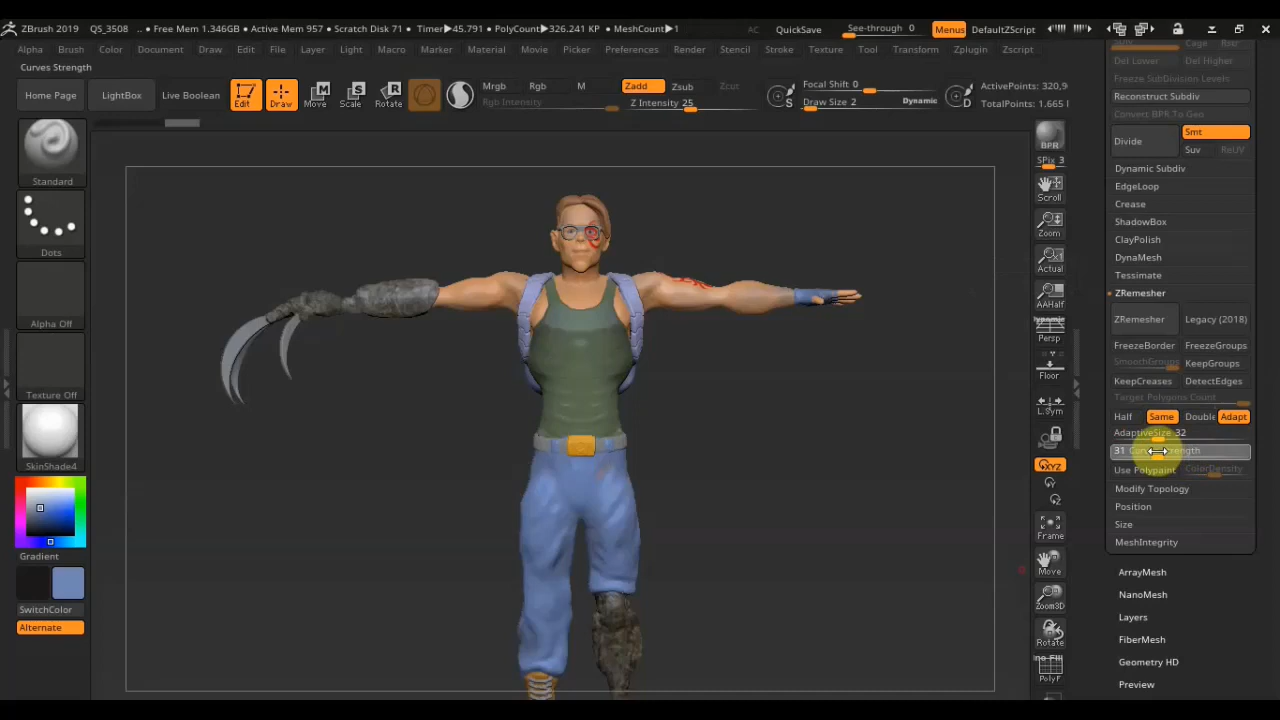 ZBrush 2019 QS_3508 .. • Free Mem 1.346GB • Active Mem 957 • Scratch Disk 71 • Timer▶45.791 PolyCount▶326.241 KP • MeshCount▶1 AC QuickSave See-through 0 Menus DefaultZScript
Alpha Brush Color Document Draw Edit File Layer Light Macro Marker Material Movie Picker Preferences Render Stencil Stroke Texture Tool Transform Zplugin Zscript
Curves Strength
Home Page LightBox Live Boolean Edit Draw Move Scale Rotate
Mrgb Rgb M Zadd Zsub Zcut
Rgb Intensity Z Intensity 25
Focal Shift 0
Draw Size 2 Dynamic
S D
ActivePoints: 320,9
TotalPoints: 1.665
Standard
Dots
Alpha Off
Texture Off
SkinShade4
Gradient
SwitchColor
Alternate
BPR
SPix 3
Scroll
Zoom
Actual
AAHalf
Dynamic
Persp
Floor
L.Sym
XYZ
Y
Z
Frame
Move
Zoom3D
Rotate
PolyF
Cage Rstr
Del Lower Del Higher
Freeze SubDivision Levels
Reconstruct Subdiv
Convert BPR To Geo
Divide Smt
Suv ReUV
Dynamic Subdiv
EdgeLoop
Crease
ShadowBox
ClayPolish
DynaMesh
Tessimate
ZRemesher
ZRemesher Legacy (2018)
FreezeBorder FreezeGroups
SmoothGroups KeepGroups
KeepCreases DetectEdges
Target Polygons Count
Half Same Double Adapt
AdaptiveSize 32
31
Use Polypaint ColorDensity
Modify Topology
Position
Size
MeshIntegrity
ArrayMesh
NanoMesh
Layers
FiberMesh
Geometry HD
Preview